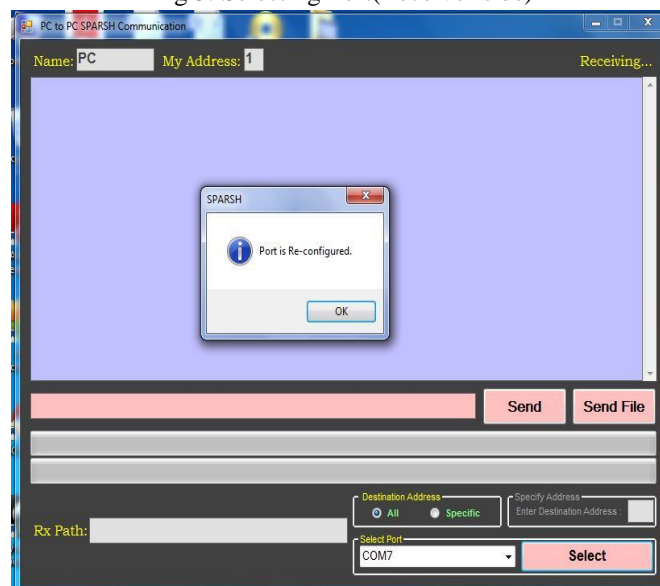 PC to PC SPARSH Communication
Name: PC My Address: 1 Receiving...
SPARSH
Port is Re-configured.
OK
Send Send File
Destination Address
All Specific
Specify Address
Enter Destination Address :
Rx Path:
Select Port
COM7 Select